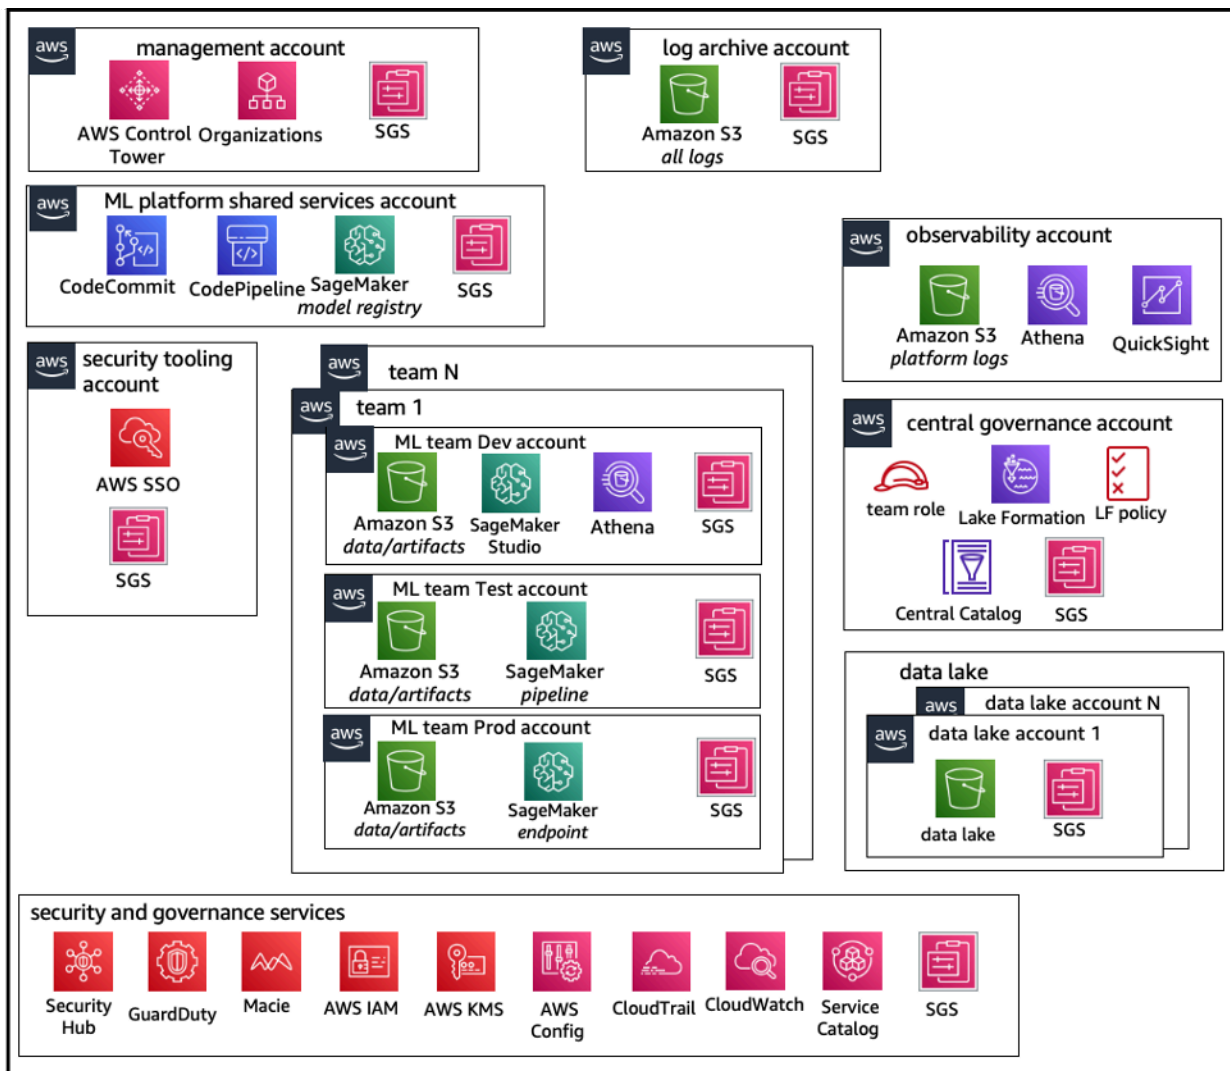 aws
management account
AWS Control
Tower
Organizations
SGS
aws
log archive account
Amazon S3
all logs
SGS
aws
ML platform shared services account
CodeCommit
CodePipeline
SageMaker
model registry
SGS
aws
observability account
Amazon S3
platform logs
Athena
QuickSight
aws
security tooling
account
AWS SSO
SGS
aws
team N
aws
team 1
aws
ML team Dev account
Amazon S3
data/artifacts
SageMaker
Studio
Athena
SGS
aws
ML team Test account
Amazon S3
data/artifacts
SageMaker
pipeline
SGS
aws
ML team Prod account
Amazon S3
data/artifacts
SageMaker
endpoint
SGS
aws
central governance account
team role
Lake Formation
LF policy
Central Catalog
SGS
data lake
aws
data lake account N
aws
data lake account 1
data lake
SGS
security and governance services
Security
Hub
GuardDuty
Macie
AWS IAM
AWS KMS
AWS
Config
CloudTrail
CloudWatch
Service
Catalog
SGS